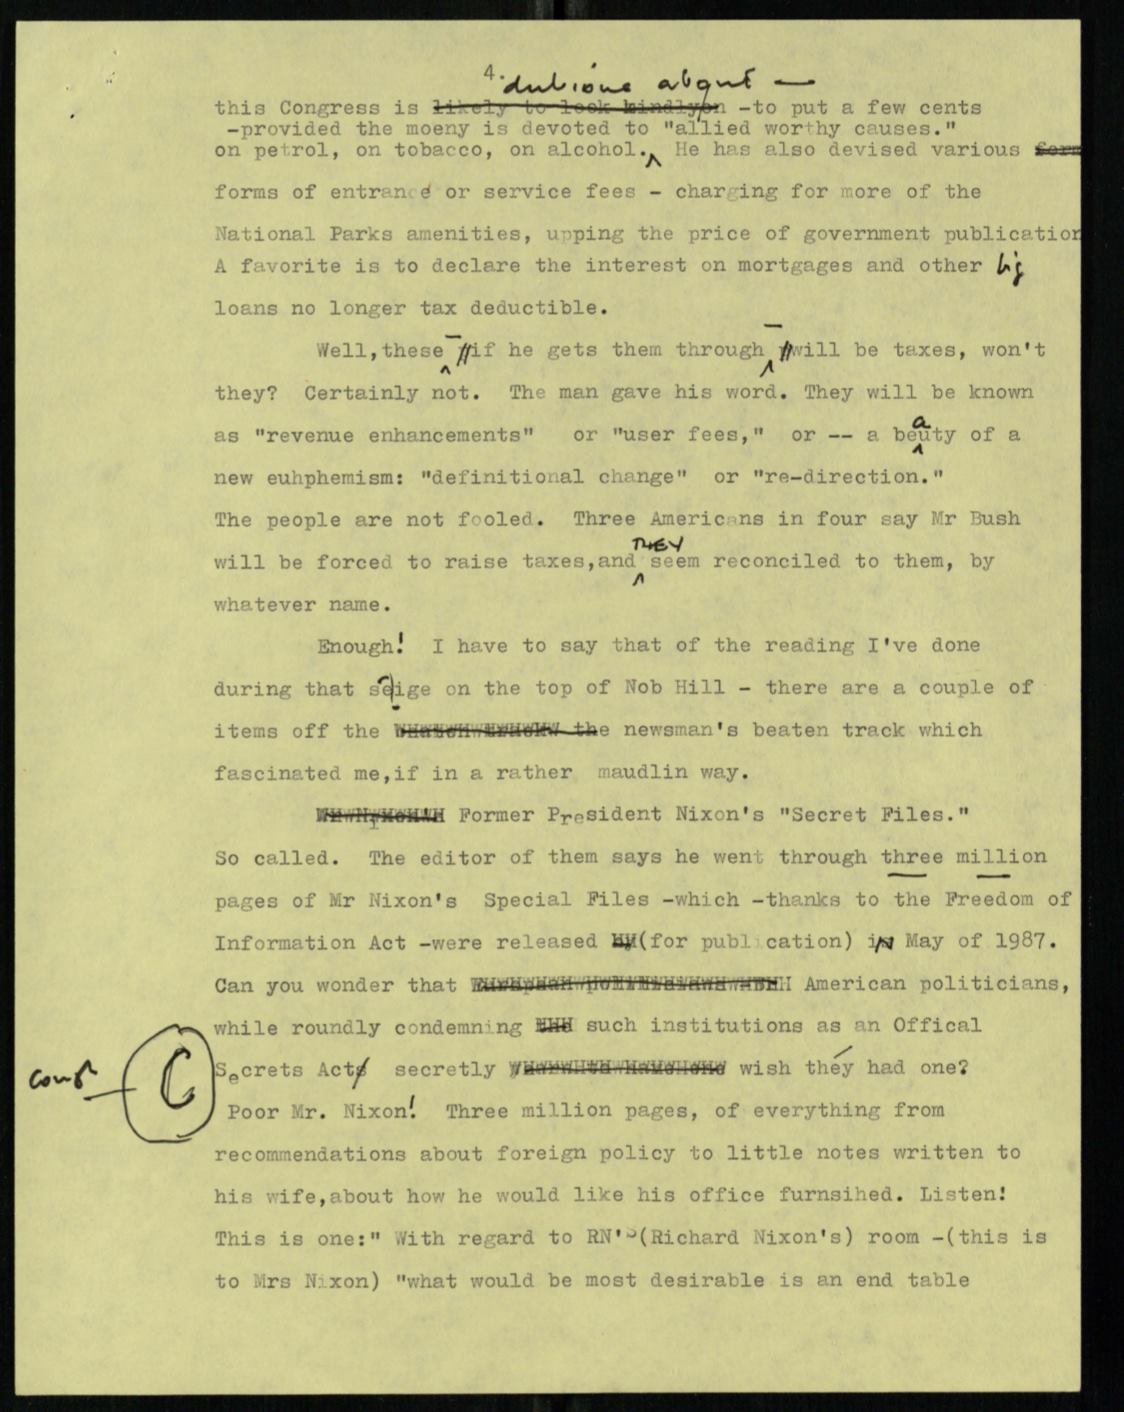 4.
dubious about —
this Congress is likely to look kindlyon -to put a few cents
-provided the moeny is devoted to "allied worthy causes."
on petrol, on tobacco, on alcohol. He has also devised various form
forms of entrance or service fees - charging for more of the
National Parks amenities, upping the price of government publication
A favorite is to declare the interest on mortgages and other big
loans no longer tax deductible.
Well,these - if he gets them through - will be taxes, won't
they? Certainly not. The man gave his word. They will be known
as "revenue enhancements" or "user fees," or -- a beauty of a
new euhphemism: "definitional change" or "re-direction."
The people are not fooled. Three Americans in four say Mr Bush
will be forced to raise taxes,and THEY seem reconciled to them, by
whatever name.
Enough! I have to say that of the reading I've done
during that seige on the top of Nob Hill - there are a couple of
items off the the newsman's beaten track which
fascinated me,if in a rather maudlin way.
Former President Nixon's "Secret Files."
So called. The editor of them says he went through three million
pages of Mr Nixon's Special Files -which -thanks to the Freedom of
Information Act -were released (for publication) in May of 1987.
Can you wonder that American politicians,
while roundly condemning such institutions as an Offical
Secrets Act secretly wish they had one?
C
Poor Mr. Nixon! Three million pages, of everything from
recommendations about foreign policy to little notes written to
his wife,about how he would like his office furnsihed. Listen!
This is one:" With regard to RN's(Richard Nixon's) room -(this is
to Mrs Nixon) "what would be most desirable is an end table